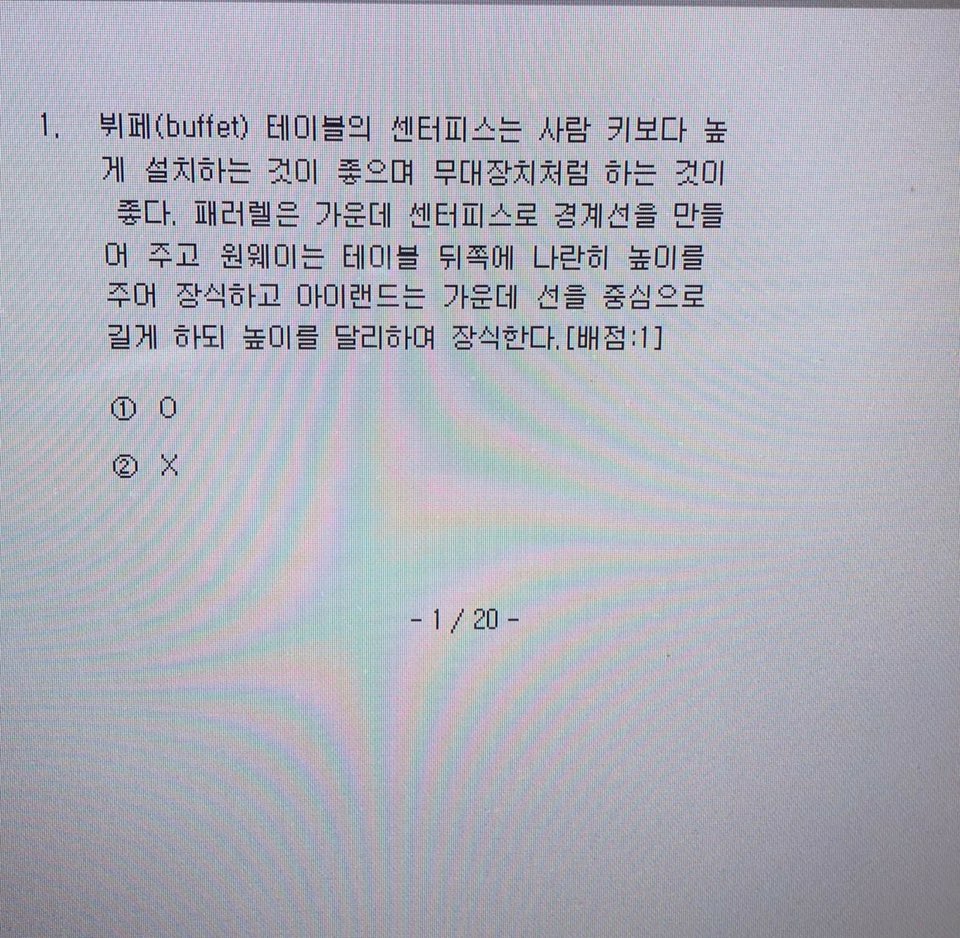 1. 뷔페(buffet) 테이블의 센터피스는 사람 키보다 높
게 설치하는 것이 좋으며 무대장치처럼 하는 것이
좋다. 패러렐은 가운데 센터피스로 경계선을 만들
어 주고 원웨이는 테이블 뒤쪽에 나란히 높이를
주어 장식하고 아이랜드는 가운데 선을 중심으로
길게 하되 높이를 달리하여 장식한다.[배점:1]
① O
② X
- 1 / 20 -